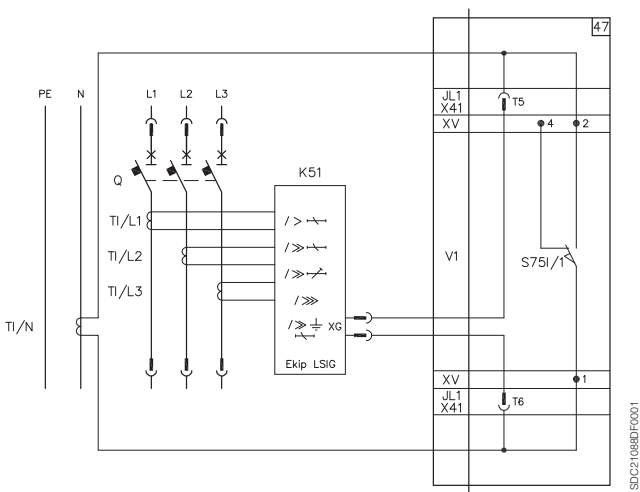 47
PE N L1 L2 L3
JL1
X41
T5
XV
4
2
K51
Q
TI/L1
I >
TI/L2
I ≫
V1
S75I/1
I ≫
TI/L3
I ⋙
TI/N
I ≫
XG
Ekip LSIG
XV
1
JL1
X41
T6
SDC21088DF0001